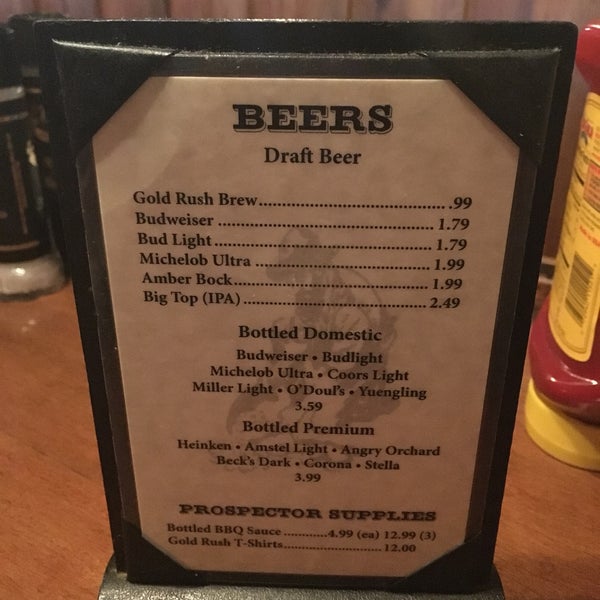 BEERS
Draft Beer
Gold Rush Brew..............................................99
Budweiser .............................................. 1.79
Bud Light.............................................. 1.79
Michelob Ultra ..................................... 1.99
Amber Bock.......................................... 1.99
Big Top (IPA)......................................... 2.49
Bottled Domestic
Budweiser • Budlight
Michelob Ultra • Coors Light
Miller Light • O'Doul's • Yuengling
3.59
Bottled Premium
Heinken • Amstel Light • Angry Orchard
Beck's Dark • Corona • Stella
3.99
PROSPECTOR SUPPLIES
Bottled BBQ Sauce ............4.99 (ea) 12.99 (3)
Gold Rush T-Shirts........................... 12.00